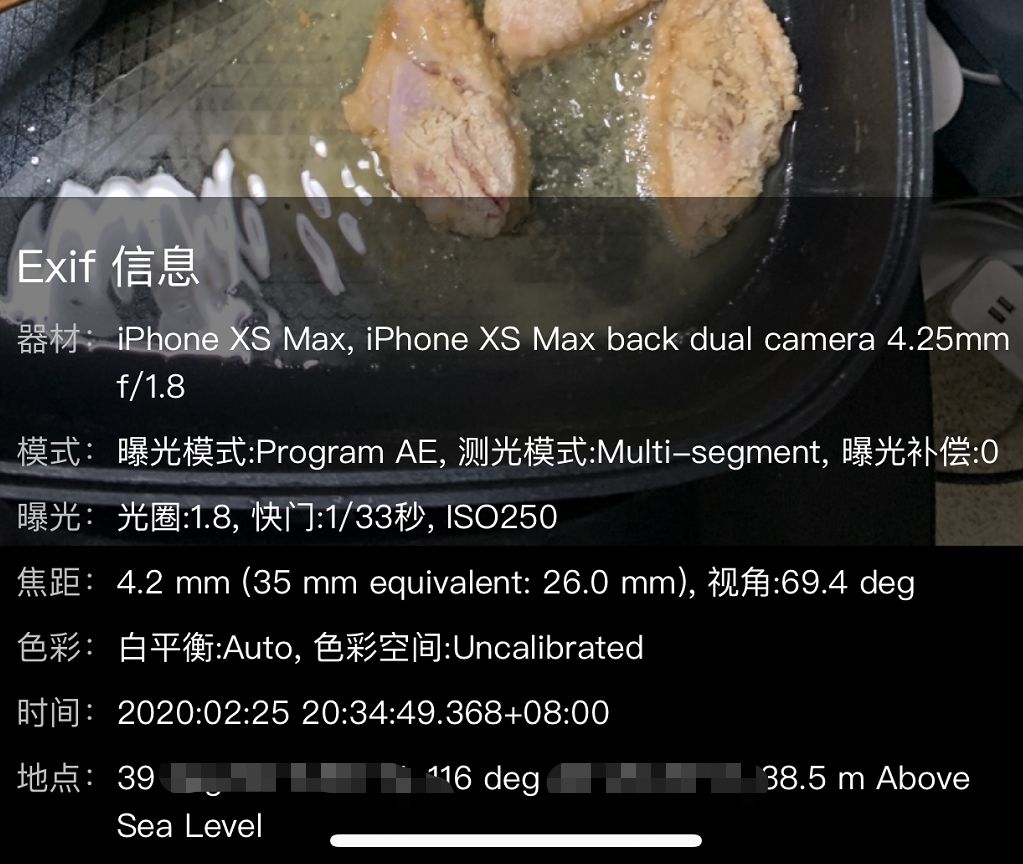 Exif 信息
器材： iPhone XS Max, iPhone XS Max back dual camera 4.25mm
f/1.8
模式： 曝光模式:Program AE, 测光模式:Multi-segment, 曝光补偿:0
曝光： 光圈:1.8, 快门:1/33秒, ISO250
焦距： 4.2 mm (35 mm equivalent: 26.0 mm), 视角:69.4 deg
色彩： 白平衡:Auto, 色彩空间:Uncalibrated
时间： 2020:02:25 20:34:49.368+08:00
地点： 39 116 deg 38.5 m Above
Sea Level